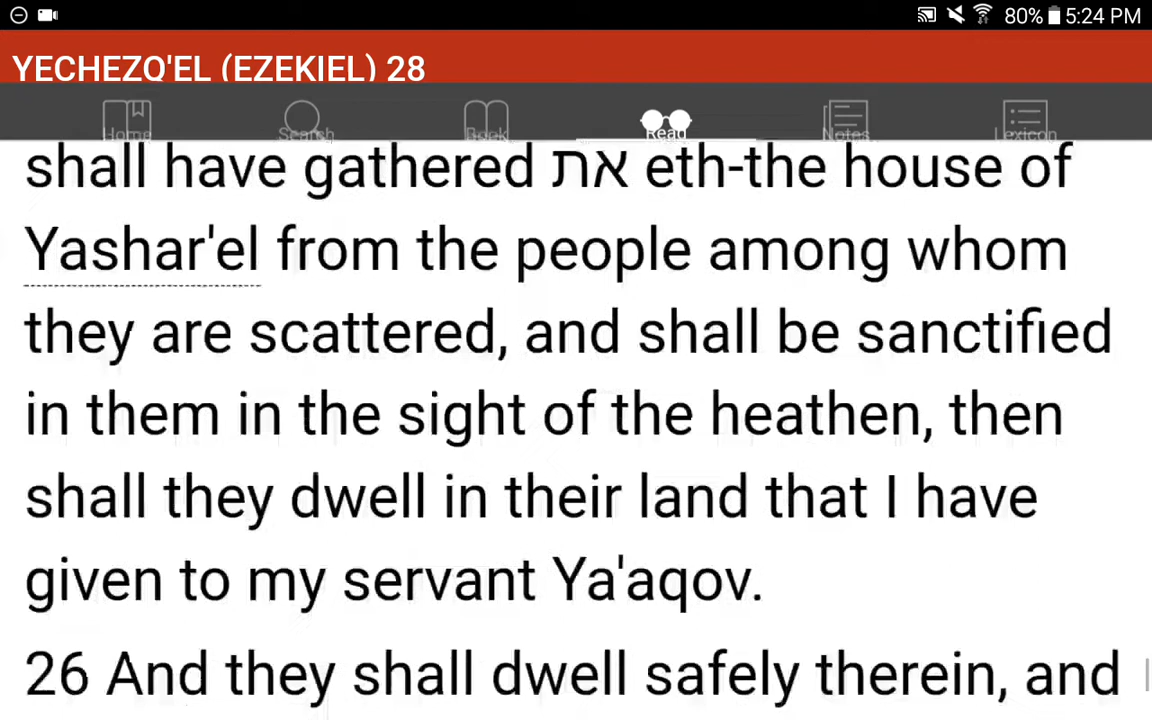 80% 5:24 PM
YECHEZQ'EL (EZEKIEL) 28
Home Search Book Read Notes Lexicon
shall have gathered את eth-the house of
Yashar'el from the people among whom
they are scattered, and shall be sanctified
in them in the sight of the heathen, then
shall they dwell in their land that I have
given to my servant Ya'aqov.
26 And they shall dwell safely therein, and